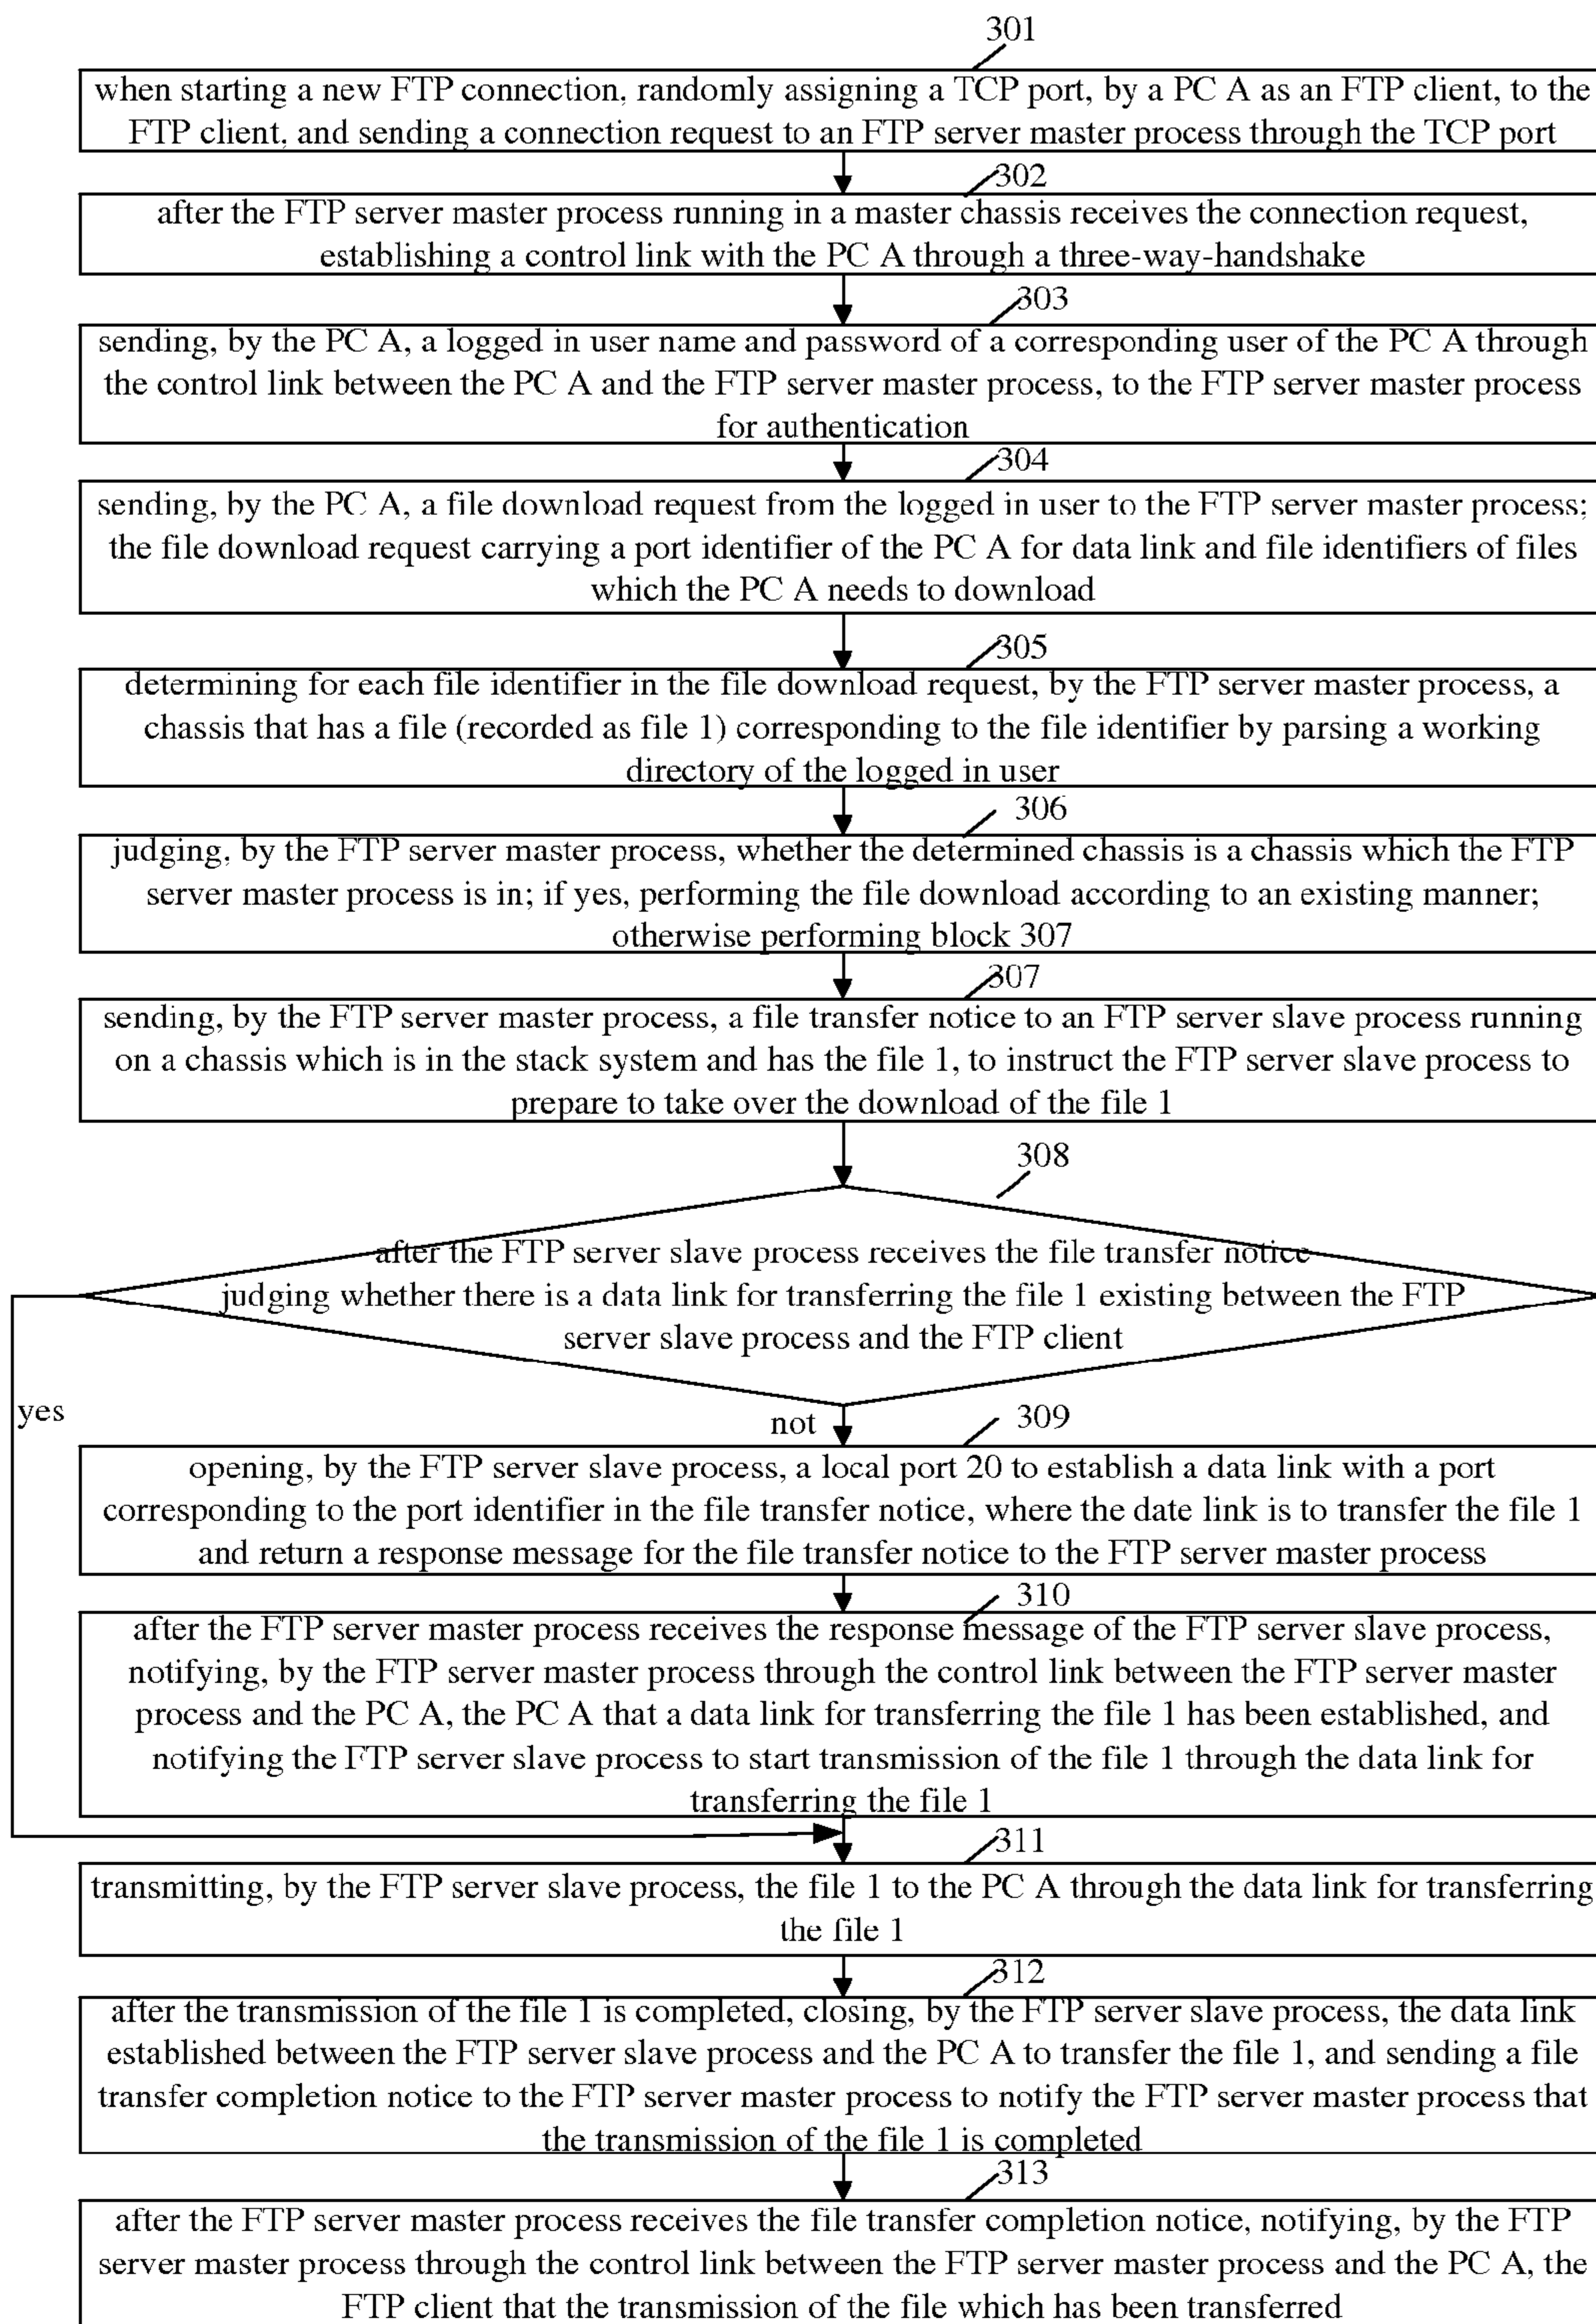 301
when starting a new FTP connection, randomly assigning a TCP port, by a PC A as an FTP client, to the
FTP client, and sending a connection request to an FTP server master process through the TCP port
302
after the FTP server master process running in a master chassis receives the connection request,
establishing a control link with the PC A through a three-way-handshake
303
sending, by the PC A, a logged in user name and password of a corresponding user of the PC A through
the control link between the PC A and the FTP server master process, to the FTP server master process
for authentication
304
sending, by the PC A, a file download request from the logged in user to the FTP server master process;
the file download request carrying a port identifier of the PC A for data link and file identifiers of files
which the PC A needs to download
305
determining for each file identifier in the file download request, by the FTP server master process, a
chassis that has a file (recorded as file 1) corresponding to the file identifier by parsing a working
directory of the logged in user
306
judging, by the FTP server master process, whether the determined chassis is a chassis which the FTP
server master process is in; if yes, performing the file download according to an existing manner;
otherwise performing block 307
307
sending, by the FTP server master process, a file transfer notice to an FTP server slave process running
on a chassis which is in the stack system and has the file 1, to instruct the FTP server slave process to
prepare to take over the download of the file 1
308
after the FTP server slave process receives the file transfer notice
judging whether there is a data link for transferring the file 1 existing between the FTP
server slave process and the FTP client
yes
not
309
opening, by the FTP server slave process, a local port 20 to establish a data link with a port
corresponding to the port identifier in the file transfer notice, where the date link is to transfer the file 1
and return a response message for the file transfer notice to the FTP server master process
310
after the FTP server master process receives the response message of the FTP server slave process,
notifying, by the FTP server master process through the control link between the FTP server master
process and the PC A, the PC A that a data link for transferring the file 1 has been established, and
notifying the FTP server slave process to start transmission of the file 1 through the data link for
transferring the file 1
311
transmitting, by the FTP server slave process, the file 1 to the PC A through the data link for transferring
the file 1
312
after the transmission of the file 1 is completed, closing, by the FTP server slave process, the data link
established between the FTP server slave process and the PC A to transfer the file 1, and sending a file
transfer completion notice to the FTP server master process to notify the FTP server master process that
the transmission of the file 1 is completed
313
after the FTP server master process receives the file transfer completion notice, notifying, by the FTP
server master process through the control link between the FTP server master process and the PC A, the
FTP client that the transmission of the file which has been transferred